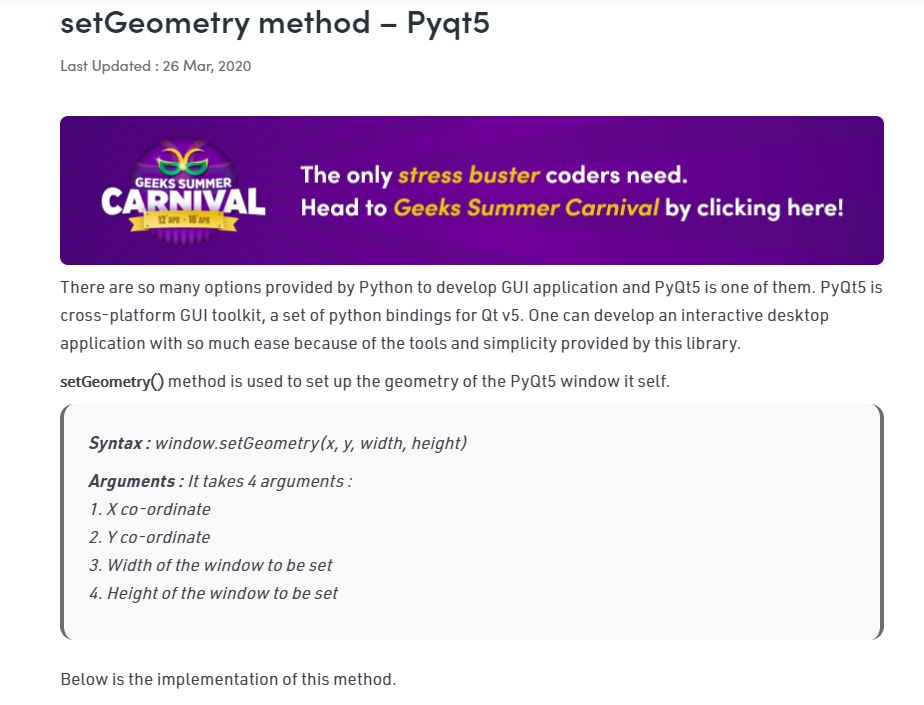 setGeometry method – Pyqt5
Last Updated : 26 Mar, 2020
GEEKS SUMMER
CARNIVAL
12 APR - 18 APR
The only stress buster coders need.
Head to Geeks Summer Carnival by clicking here!
There are so many options provided by Python to develop GUI application and PyQt5 is one of them. PyQt5 is
cross-platform GUI toolkit, a set of python bindings for Qt v5. One can develop an interactive desktop
application with so much ease because of the tools and simplicity provided by this library.
setGeometry() method is used to set up the geometry of the PyQt5 window it self.
Syntax : window.setGeometry(x, y, width, height)
Arguments : It takes 4 arguments :
1. X co-ordinate
2. Y co-ordinate
3. Width of the window to be set
4. Height of the window to be set
Below is the implementation of this method.